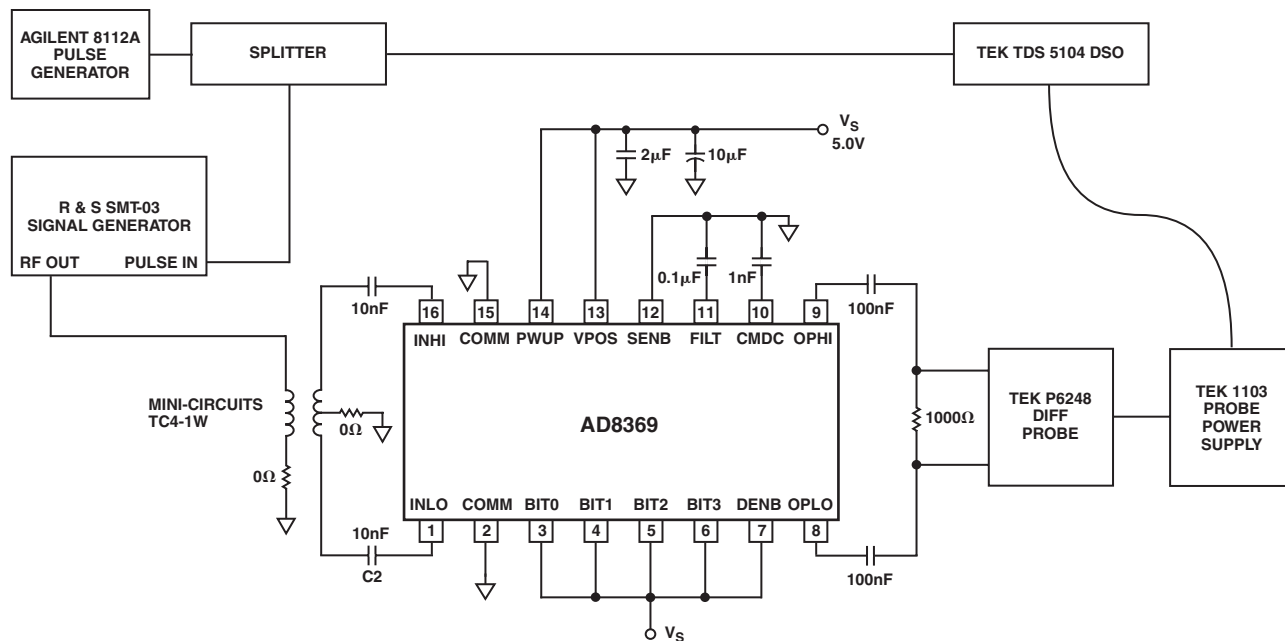 AGILENT 8112A
PULSE
GENERATOR
SPLITTER
TEK TDS 5104 DSO
VS
5.0V
2µF
10µF
R & S SMT-03
SIGNAL GENERATOR
RF OUT
PULSE IN
10nF
0.1µF
1nF
100nF
16
15
14
13
12
11
10
9
INHI
COMM
PWUP
VPOS
SENB
FILT
CMDC
OPHI
MINI-CIRCUITS
TC4-1W
0Ω
0Ω
AD8369
1000Ω
TEK P6248
DIFF
PROBE
TEK 1103
PROBE
POWER
SUPPLY
INLO
COMM
BIT0
BIT1
BIT2
BIT3
DENB
OPLO
1
2
3
4
5
6
7
8
10nF
C2
100nF
VS